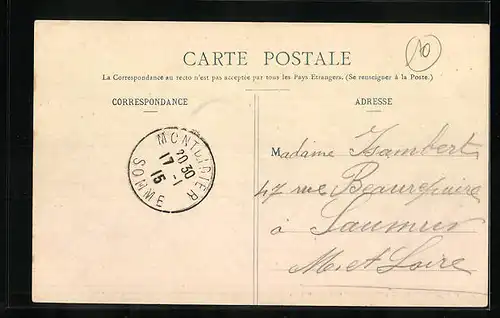 10
CARTE POSTALE
La Correspondance au recto n'est pas acceptée par tous les Pays Etrangers. (Se renseigner à la Poste.)
CORRESPONDANCE
ADRESSE
MONTDIDIER
20 30
17 -1
15
SOMME
Madame Isambert
47 rue Beaurepaire
à Saumur
M. et Loire